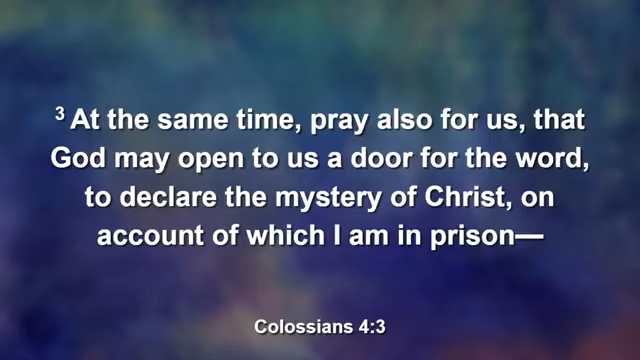 3 At the same time, pray also for us, that
God may open to us a door for the word,
to declare the mystery of Christ, on
account of which I am in prison—
Colossians 4:3